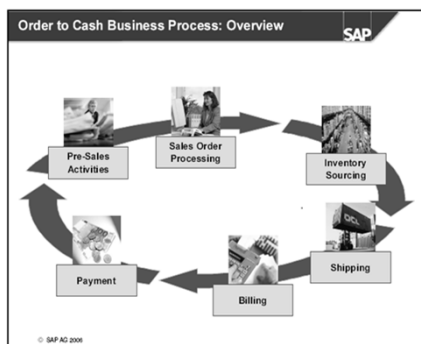 Order to Cash Business Process: Overview
SAP
Pre-Sales
Activities
Sales Order
Processing
Inventory
Sourcing
OCL
Shipping
Billing
Payment
© SAP AG 2006